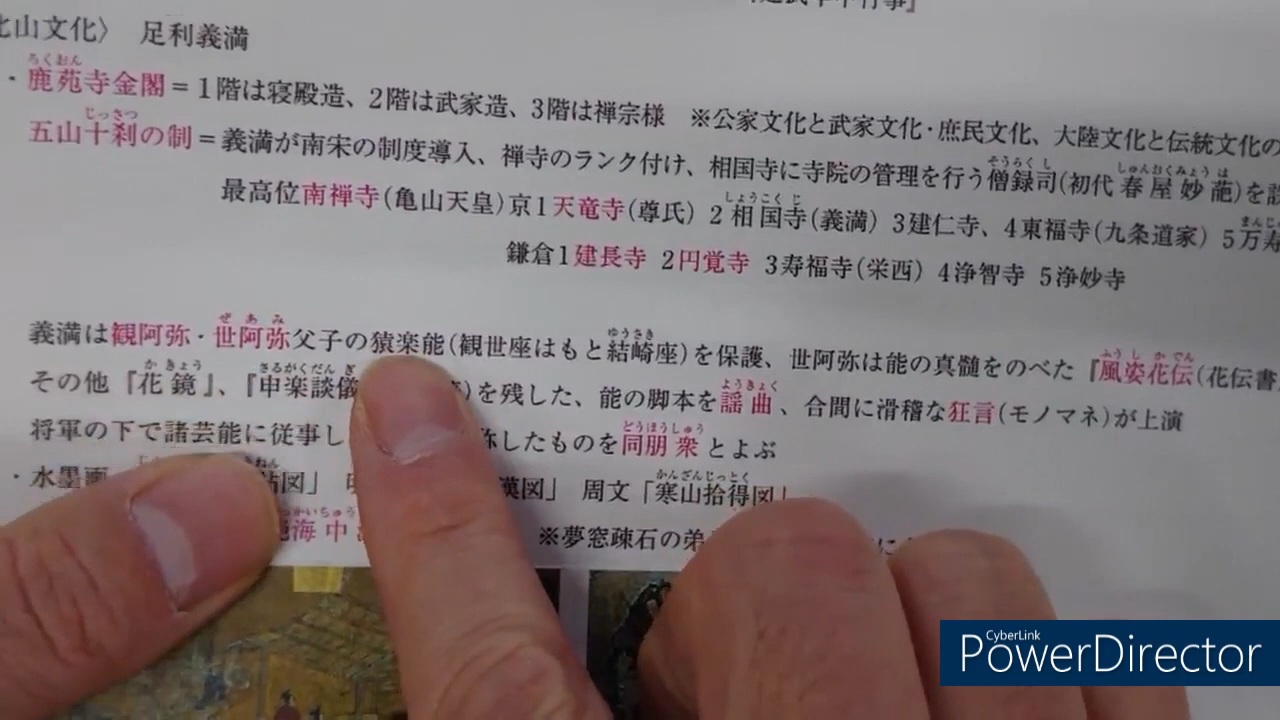 北山文化〉 足利義満
・鹿苑寺金閣=1階は寝殿造、2階は武家造、3階は禅宗様 ※公家文化と武家文化・庶民文化、大陸文化と伝統文化の
五山十刹の制=義満が南宋の制度導入、禅寺のランク付け、相国寺に寺院の管理を行う僧録司(初代 春屋妙葩)を設
最高位南禅寺(亀山天皇)京1天竜寺(尊氏) 2相国寺(義満) 3建仁寺、4東福寺(九条道家) 5万寿
鎌倉1建長寺 2円覚寺 3寿福寺(栄西) 4浄智寺 5浄妙寺
義満は観阿弥・世阿弥父子の猿楽能(観世座はもと結崎座)を保護、世阿弥は能の真髄をのべた『風姿花伝(花伝書
その他『花鏡』、『申楽談儀 )を残した、能の脚本を謡曲、合間に滑稽な狂言(モノマネ)が上演
将軍の下で諸芸能に従事し 称したものを同朋衆とよぶ
・水墨画 図」 周文「寒山拾得図」
海中 ※夢窓疎石の弟
CyberLink
PowerDirector